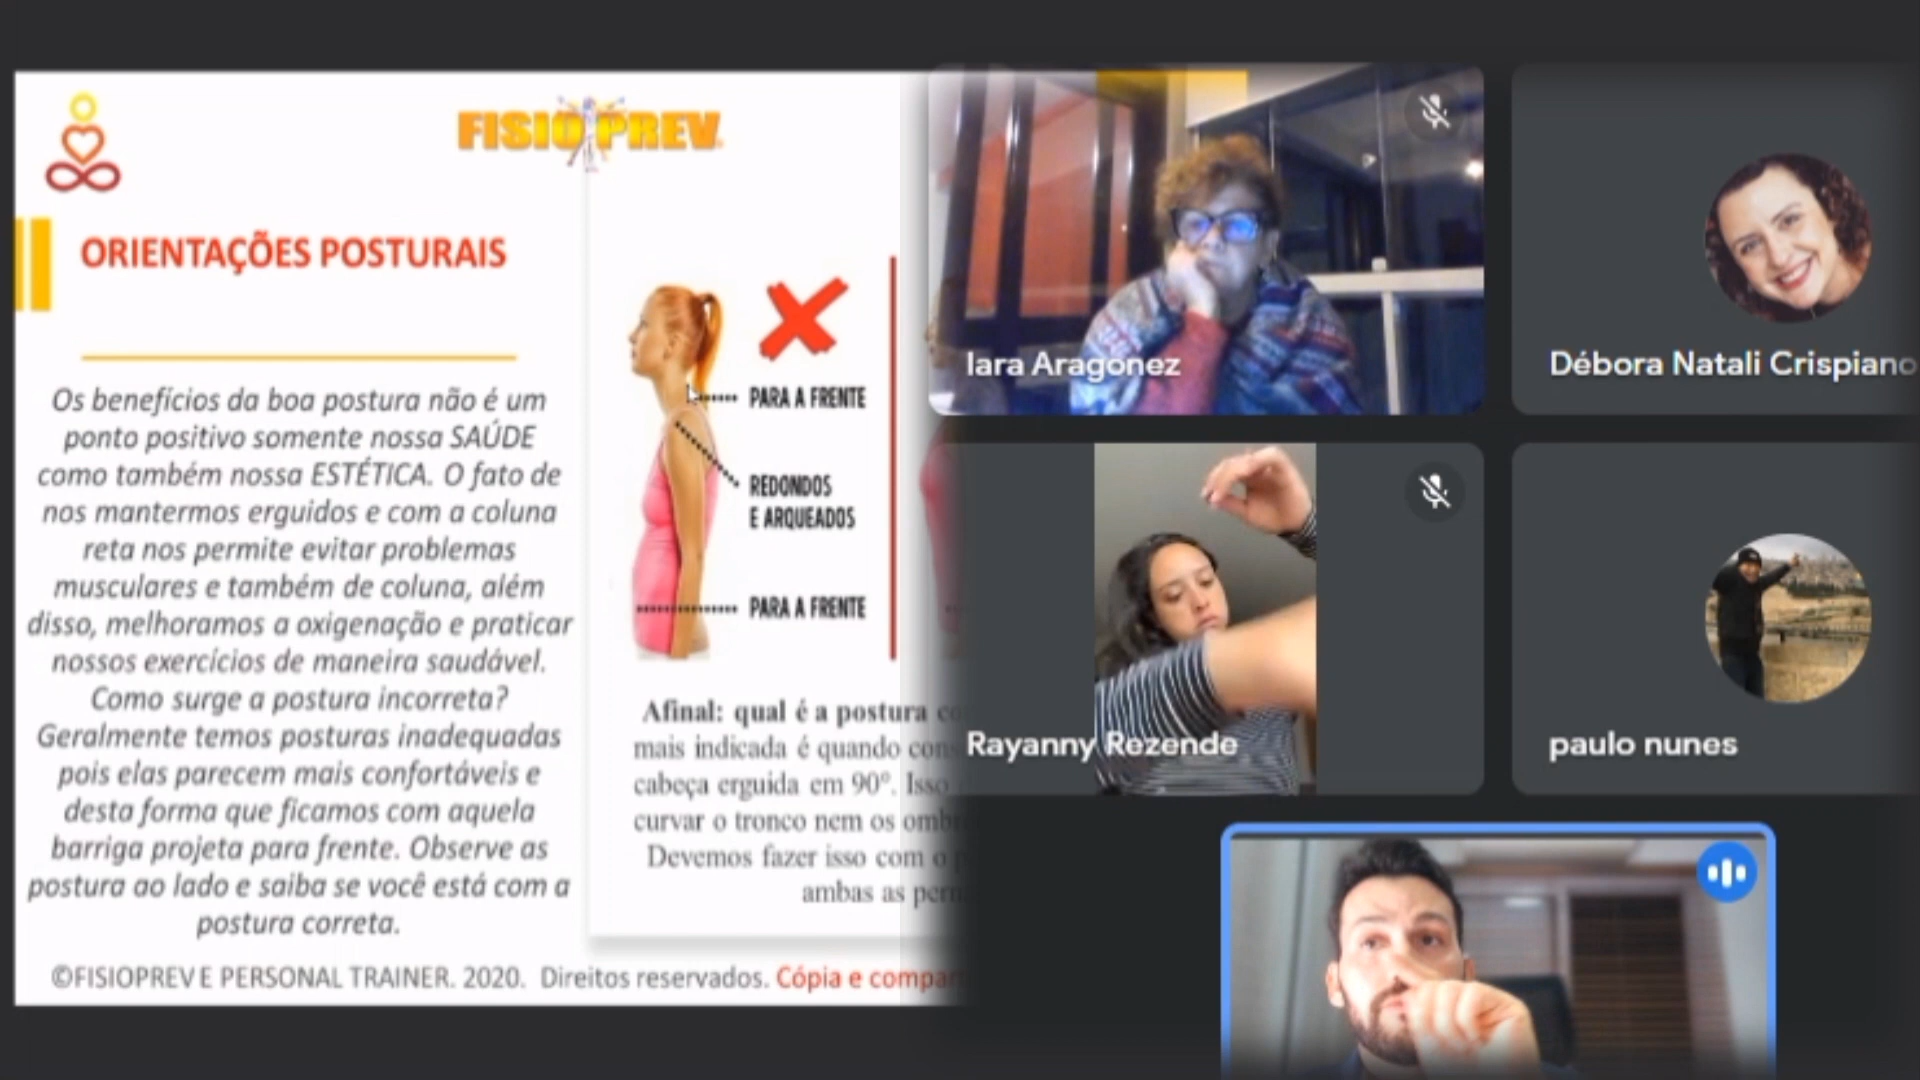 FISIO PREV
ORIENTAÇÕES POSTURAIS
Os benefícios da boa postura não é um
ponto positivo somente nossa SAÚDE
como também nossa ESTÉTICA. O fato de
nos mantermos erguidos e com a coluna
reta nos permite evitar problemas
musculares e também de coluna, além
disso, melhoramos a oxigenação e praticar
nossos exercícios de maneira saudável.
Como surge a postura incorreta?
Geralmente temos posturas inadequadas
pois elas parecem mais confortáveis e
desta forma que ficamos com aquela
barriga projeta para frente. Observe as
postura ao lado e saiba se você está com a
postura correta.
PARA A FRENTE
REDONDOS
E ARQUEADOS
PARA A FRENTE
Afinal: qual é a postura
mais indicada é quando
cabeça erguida em 90º. Isso
curvar o tronco nem os
Devemos fazer isso com o
ambas as
©FISIOPREV E PERSONAL TRAINER. 2020. Direitos reservados. Cópia e
Iara Aragonez
Débora Natali Crispiano
Rayanny Rezende
paulo nunes